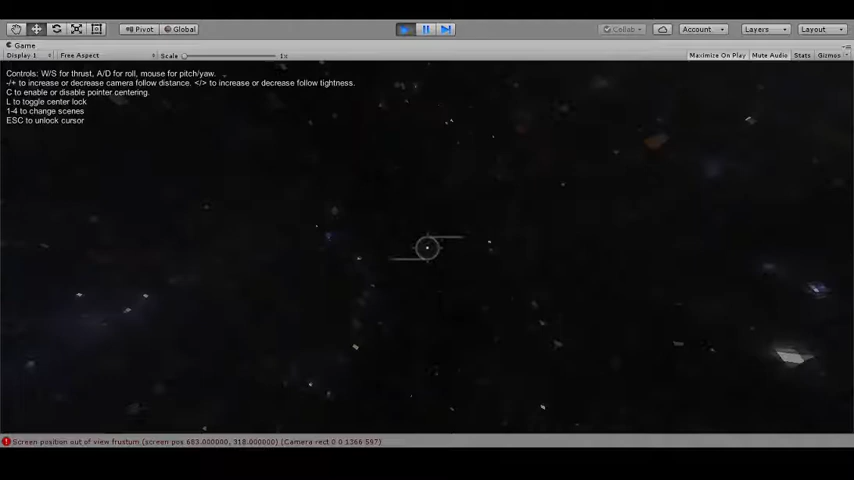 Pivot Global Collab Account Layers Layout
Game
Display 1 Free Aspect Scale 1x Maximize On Play Mute Audio Stats Gizmos
Controls: W/S for thrust, A/D for roll, mouse for pitch/yaw.
-/+ to increase or decrease camera follow distance. </> to increase or decrease follow tightness.
C to enable or disable pointer centering.
L to toggle center lock
1-4 to change scenes
ESC to unlock cursor
Screen position out of view frustum (screen pos 683.000000, 318.000000) (Camera rect 0 0 1366 597)